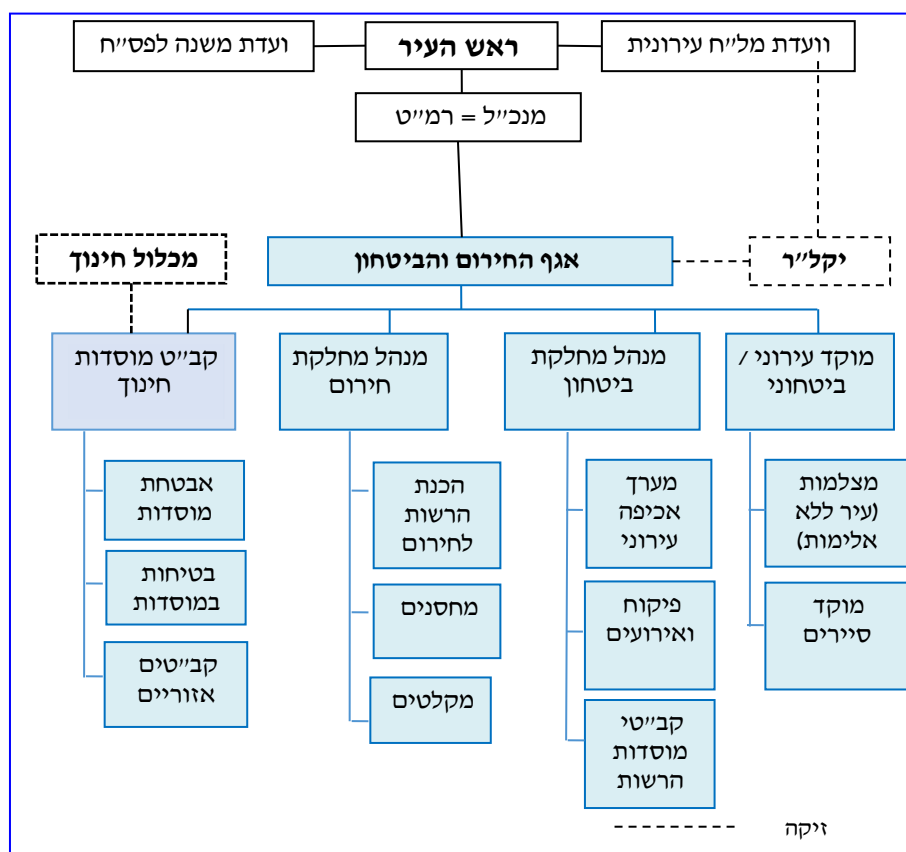 וועדת מל״ח עירונית
ראש העיר
ועדת משנה לפס״ח
מנכ״ל = רמ״ט
יקל״ר
אגף החירום והביטחון
מכלול חינוך
מוקד עירוני /
ביטחוני
מנהל מחלקת
ביטחון
מנהל מחלקת
חירום
קב״ט מוסדות
חינוך
מצלמות
(עיר ללא
אלימות)
מוקד
סיירים
מערך
אכיפה
עירוני
פיקוח
ואירועים
קב״טי
מוסדות
הרשות
הכנת
הרשות
לחירום
מחסנים
מקלטים
אבטחת
מוסדות
בטיחות
במוסדות
קב״טים
אזוריים
זיקה